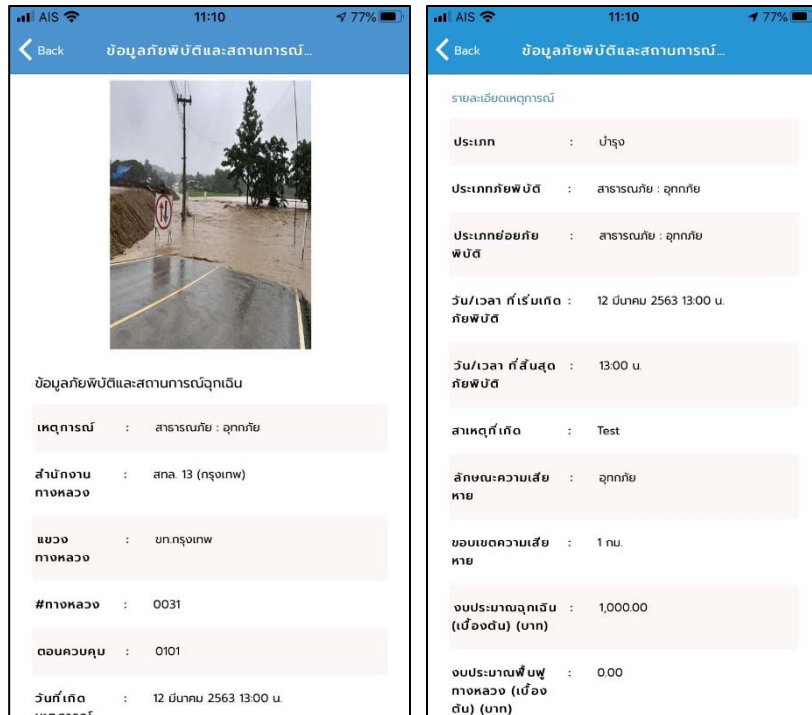 AIS 11:10 77%
Back ข้อมูลภัยพิบัติและสถานการณ์...
ข้อมูลภัยพิบัติและสถานการณ์ฉุกเฉิน
เหตุการณ์ : สาธารณภัย : อุทกภัย
สำนักงาน : สทล. 13 (กรุงเทพ)
ทางหลวง
แขวง : ขท.กรุงเทพ
ทางหลวง
#ทางหลวง : 0031
ตอนควบคุม : 0101
วันที่เกิด : 12 มีนาคม 2563 13:00 น.
AIS 11:10 77%
Back ข้อมูลภัยพิบัติและสถานการณ์...
รายละเอียดเหตุการณ์
ประเภท : บำรุง
ประเภทภัยพิบัติ : สาธารณภัย : อุทกภัย
ประเภทย่อยภัย : สาธารณภัย : อุทกภัย
พิบัติ
วัน/เวลา ที่เริ่มเกิด : 12 มีนาคม 2563 13:00 น.
ภัยพิบัติ
วัน/เวลา ที่สิ้นสุด : 13:00 น.
ภัยพิบัติ
สาเหตุที่เกิด : Test
ลักษณะความเสีย : อุทกภัย
หาย
ขอบเขตความเสีย : 1 กม.
หาย
งบประมาณฉุกเฉิน : 1,000.00
(เบื้องต้น) (บาท)
งบประมาณฟื้นฟู : 0.00
ทางหลวง (เบื้อง
ต้น) (บาท)